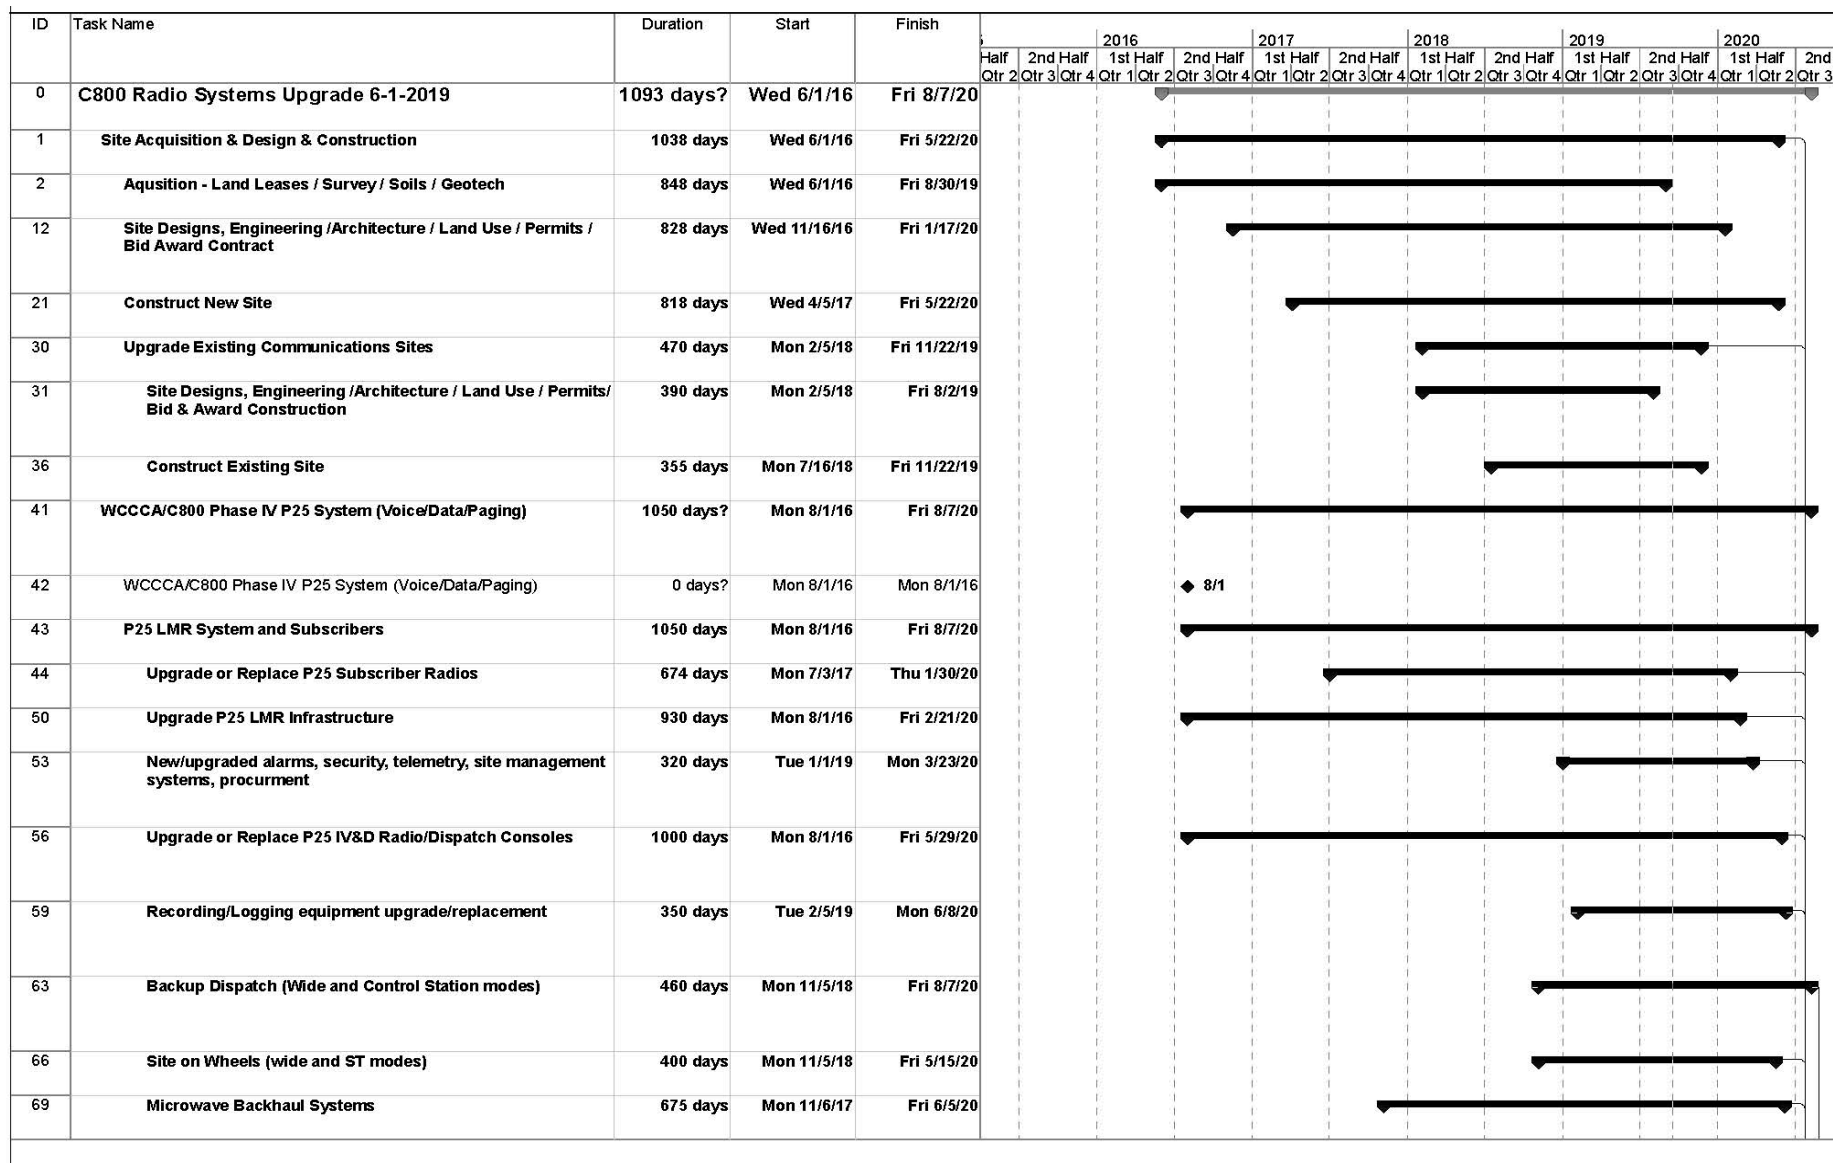 ID Task Name Duration Start Finish
5 2016 2017 2018 2019 2020
Half 2nd Half 1st Half 2nd Half 1st Half 2nd Half 1st Half 2nd Half 1st Half 2nd Half 1st Half 2nd
Qtr 2 Qtr 3 Qtr 4 Qtr 1 Qtr 2 Qtr 3 Qtr 4 Qtr 1 Qtr 2 Qtr 3 Qtr 4 Qtr 1 Qtr 2 Qtr 3 Qtr 4 Qtr 1 Qtr 2 Qtr 3 Qtr 4 Qtr 1 Qtr 2 Qtr 3
0 C800 Radio Systems Upgrade 6-1-2019 1093 days? Wed 6/1/16 Fri 8/7/20
1 Site Acquisition & Design & Construction 1038 days Wed 6/1/16 Fri 5/22/20
2 Aqusition - Land Leases / Survey / Soils / Geotech 848 days Wed 6/1/16 Fri 8/30/19
12 Site Designs, Engineering /Architecture / Land Use / Permits / 828 days Wed 11/16/16 Fri 1/17/20
Bid Award Contract
21 Construct New Site 818 days Wed 4/5/17 Fri 5/22/20
30 Upgrade Existing Communications Sites 470 days Mon 2/5/18 Fri 11/22/19
31 Site Designs, Engineering /Architecture / Land Use / Permits/ 390 days Mon 2/5/18 Fri 8/2/19
Bid & Award Construction
36 Construct Existing Site 355 days Mon 7/16/18 Fri 11/22/19
41 WCCCA/C800 Phase IV P25 System (Voice/Data/Paging) 1050 days? Mon 8/1/16 Fri 8/7/20
42 WCCCA/C800 Phase IV P25 System (Voice/Data/Paging) 0 days? Mon 8/1/16 Mon 8/1/16 8/1
43 P25 LMR System and Subscribers 1050 days Mon 8/1/16 Fri 8/7/20
44 Upgrade or Replace P25 Subscriber Radios 674 days Mon 7/3/17 Thu 1/30/20
50 Upgrade P25 LMR Infrastructure 930 days Mon 8/1/16 Fri 2/21/20
53 New/upgraded alarms, security, telemetry, site management 320 days Tue 1/1/19 Mon 3/23/20
systems, procurment
56 Upgrade or Replace P25 IV&D Radio/Dispatch Consoles 1000 days Mon 8/1/16 Fri 5/29/20
59 Recording/Logging equipment upgrade/replacement 350 days Tue 2/5/19 Mon 6/8/20
63 Backup Dispatch (Wide and Control Station modes) 460 days Mon 11/5/18 Fri 8/7/20
66 Site on Wheels (wide and ST modes) 400 days Mon 11/5/18 Fri 5/15/20
69 Microwave Backhaul Systems 675 days Mon 11/6/17 Fri 6/5/20